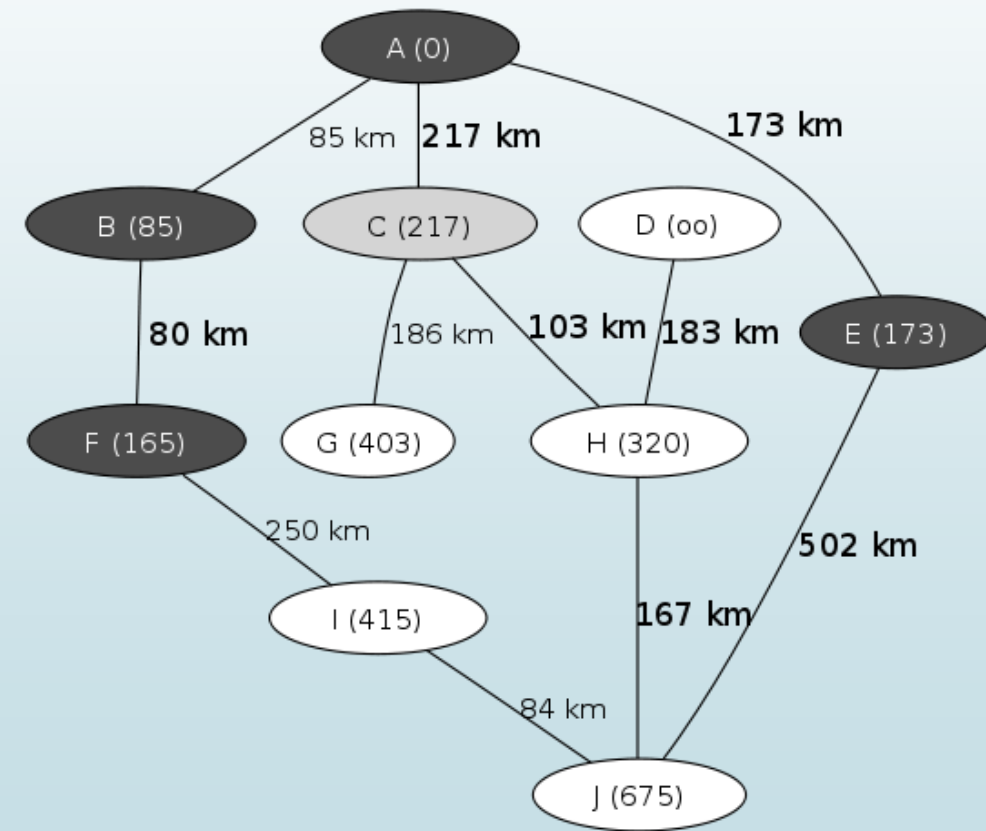 A (0)
85 km
217 km
173 km
B (85)
C (217)
D (oo)
80 km
186 km
103 km
183 km
E (173)
F (165)
G (403)
H (320)
250 km
502 km
I (415)
167 km
84 km
J (675)